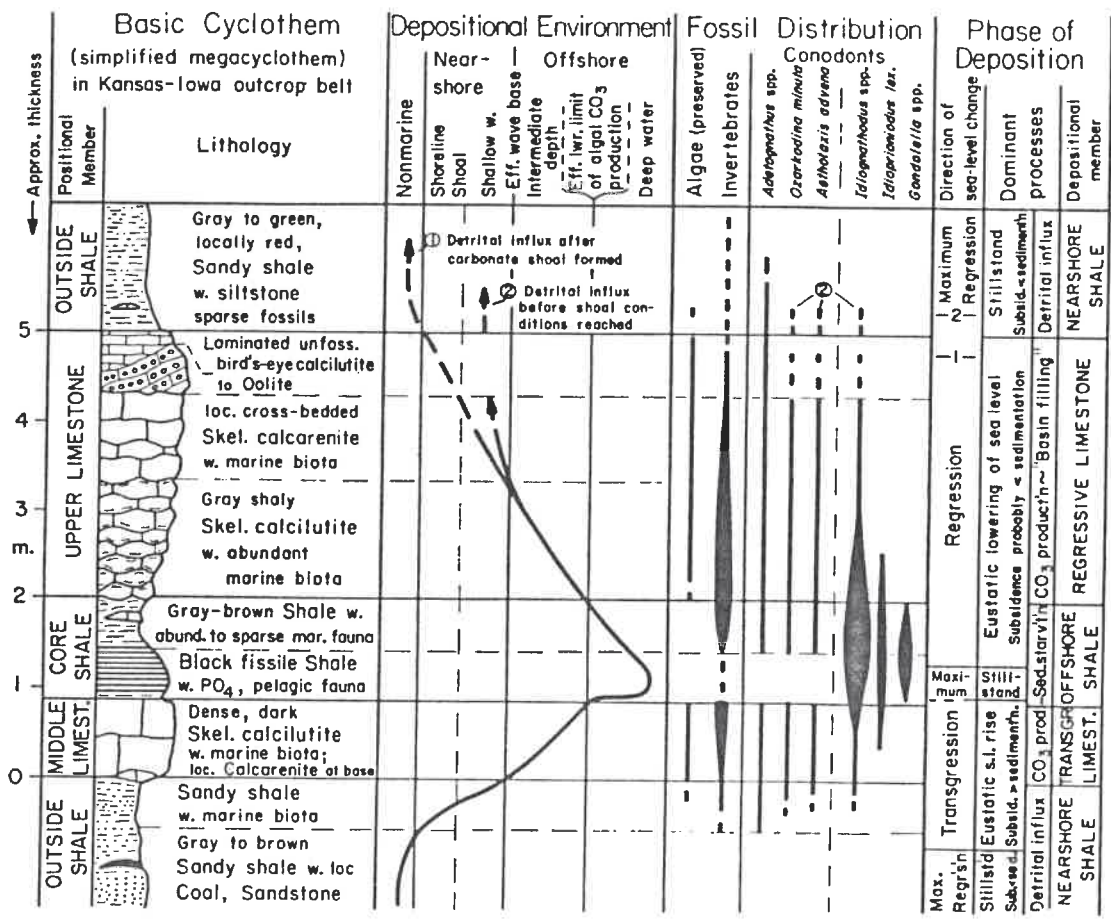 Basic Cyclothem
(simplified megacyclothem)
in Kansas-Iowa outcrop belt
Depositional Environment
Fossil Distribution
Conodonts
Phase of
Deposition
Approx. thickness
Positional
Member
Lithology
Nonmarine
Near-
shore
Shoreline
Shoal
Shallow w.
Eff. wave base
Offshore
Intermediate
depth
Eff. lwr. limit
of algal CO3
production
Deep water
Algae (preserved)
Invertebrates
Adetognathus spp.
Ozarkodina minuta
Aethotaxis advena
Idiognathodus spp.
Idioprioniodus lex.
Gondolella spp.
Direction of
sea-level change
Dominant
processes
Depositional
member
OUTSIDE
SHALE
Gray to green,
locally red,
Sandy shale
w. siltstone
sparse fossils
① Detrital influx after
carbonate shoal formed
②
Detrital influx
before shoal con-
ditions reached
②
Maximum
Regression
2
Stillstand
Subsid.<sedimentn
Detrital influx
NEARSHORE
SHALE
5
UPPER LIMESTONE
Laminated unfoss.
bird's-eye calcilutite
to Oolite
4
loc. cross-bedded
Skel. calcarenite
w. marine biota
3
m.
Gray shaly
Skel. calcilutite
w. abundant
marine biota
1
Regression
Eustatic lowering of sea level
Subsidence probably < sedimentation
CO3 product'n ~ "Basin filling"
REGRESSIVE LIMESTONE
2
CORE
SHALE
Gray-brown Shale w.
abund. to sparse mar. fauna
Black fissile Shale
w. PO4, pelagic fauna
1
Maxi-
mum
Still-
stand
Sed. starv'tn
OFFSHORE
SHALE
MIDDLE
LIMEST.
Dense, dark
Skel. calcilutite
w. marine biota;
loc. Calcarenite at base
0
Transgression
Eustatic s.l. rise
Subsid. > sedimentn.
CO3 prod
TRANSGR.
LIMEST.
OUTSIDE
SHALE
Sandy shale
w. marine biota
Gray to brown
Sandy shale w. loc
Coal, Sandstone
Max.
Regr's'n
Stillst'd
Sub.<sed.
Detrital influx
NEARSHORE
SHALE